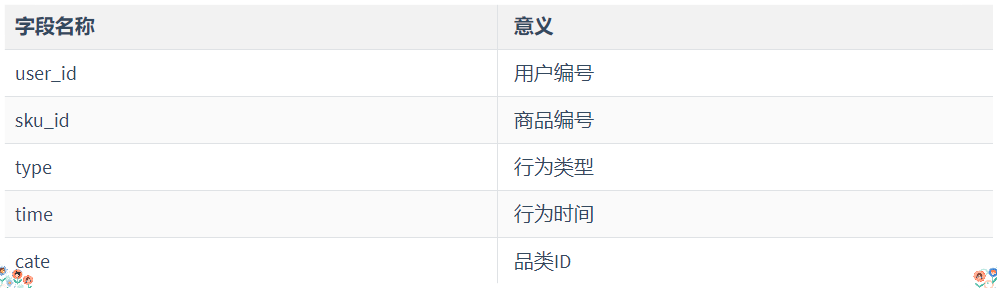 字段名称 意义
user_id 用户编号
sku_id 商品编号
type 行为类型
time 行为时间
cate 品类ID